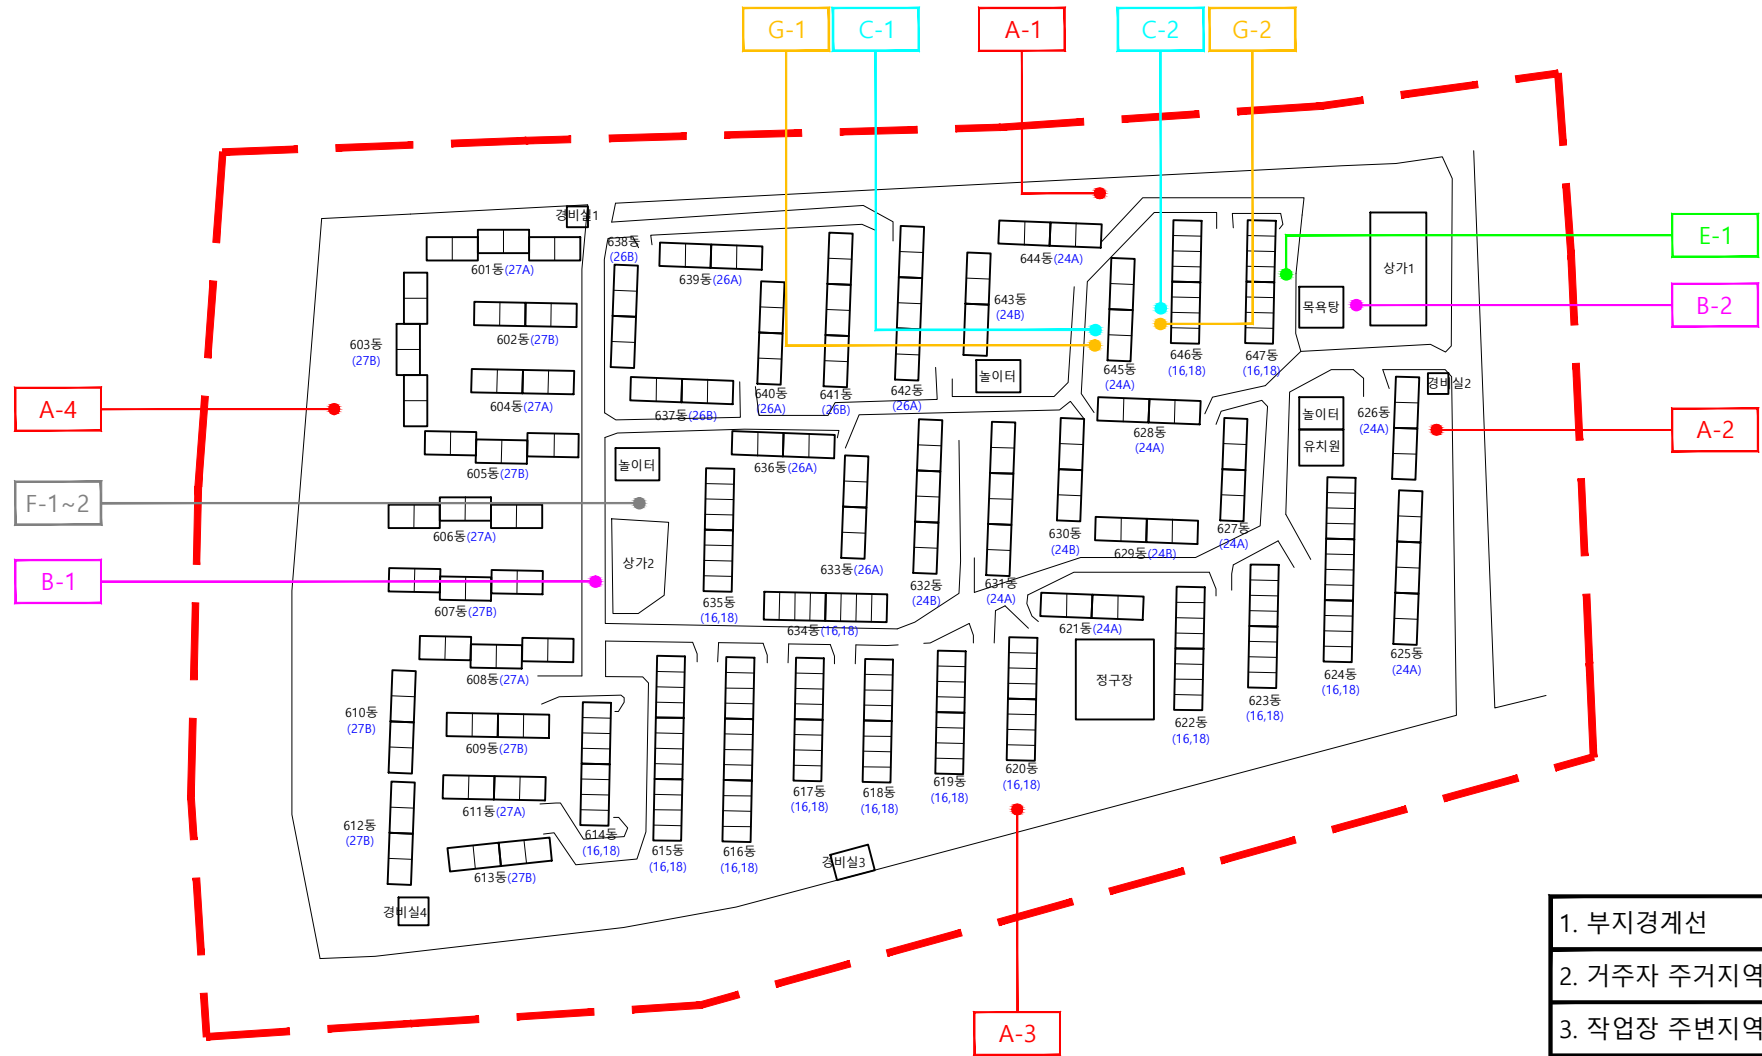 G-1
C-1
A-1
C-2
G-2
경비실1
601동(27A)
638동
(26B)
639동(26A)
644동(24A)
E-1
상가1
643동
(24B)
목욕탕
B-2
602동(27B)
603동
(27B)
645동
(24A)
646동
(16,18)
647동
(16,18)
놀이터
604동(27A)
637동(26B)
640동
(26A)
641동
(26B)
642동
(26A)
경비실2
A-4
놀이터
626동
(24A)
628동
(24A)
A-2
유치원
605동(27B)
놀이터
636동(26A)
F-1~2
606동(27A)
630동
(24B)
629동(24B)
627동
(24A)
상가2
633동(26A)
B-1
607동(27B)
635동
(16,18)
632동
(24B)
631동
(24A)
634동(16,18)
621동(24A)
625동
(24A)
608동(27A)
정구장
624동
(16,18)
623동
(16,18)
610동
(27B)
622동
(16,18)
609동(27B)
620동
(16,18)
619동
(16,18)
617동
(16,18)
618동
(16,18)
611동(27A)
612동
(27B)
614동
(16,18)
615동
(16,18)
616동
(16,18)
경비실3
613동(27B)
경비실4
A-3
1. 부지경계선
2. 거주자 주거지역
3. 작업장 주변지역